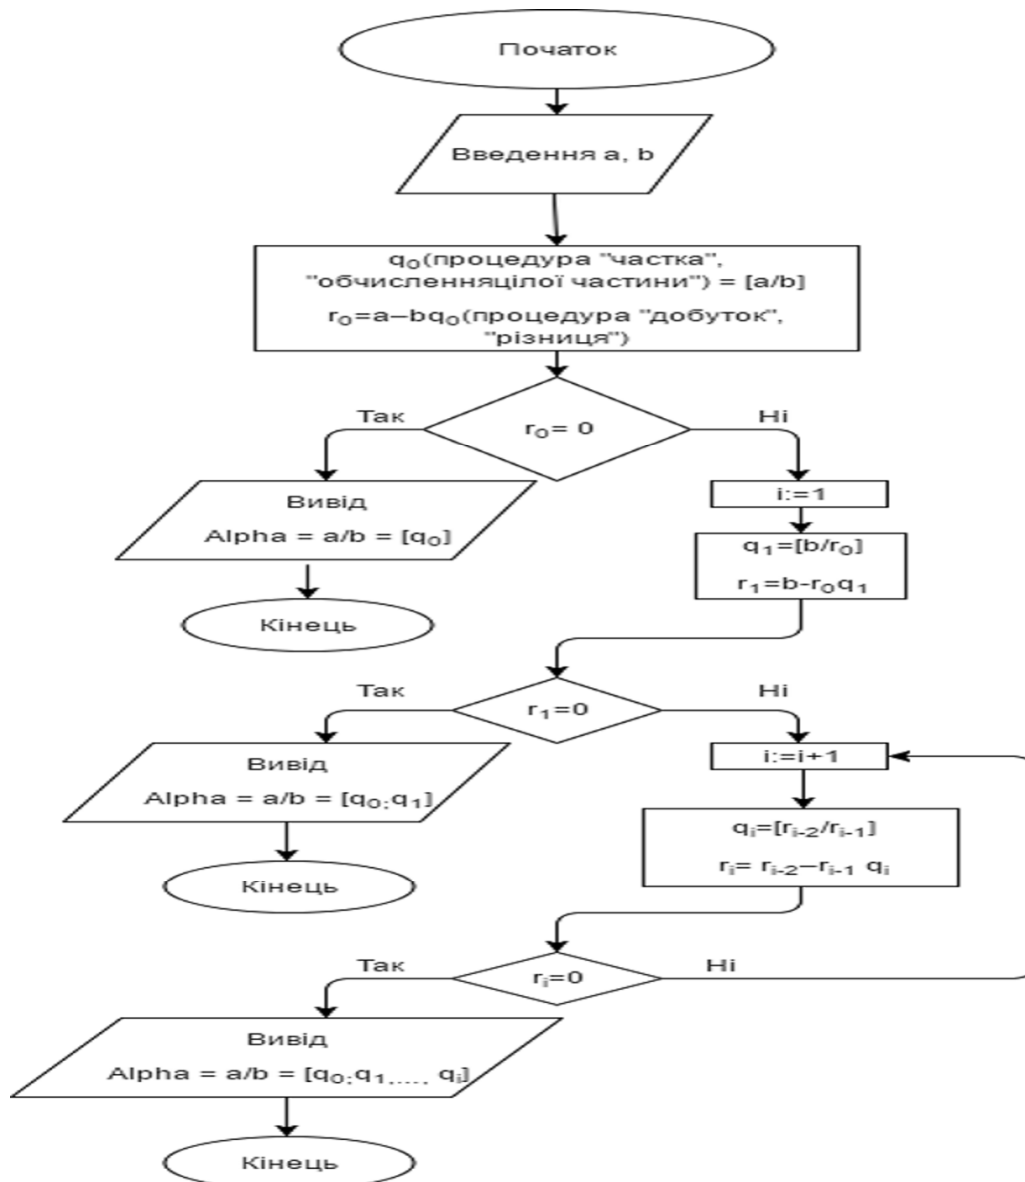 Початок
Введення a, b
q₀(процедура "частка",
"обчисленняцілої частини") = [a/b]
r₀=a–bq₀(процедура "добуток",
"різниця")
Так
r₀= 0
Ні
Вивід
Alpha = a/b = [q₀]
i:=1
q₁=[b/r₀]
r₁=b-r₀q₁
Кінець
Так
r₁=0
Ні
Вивід
Alpha = a/b = [q₀;q₁]
i:=i+1
qᵢ=[rᵢ₋₂/rᵢ₋₁]
rᵢ= rᵢ₋₂–rᵢ₋₁ qᵢ
Кінець
Так
rᵢ=0
Ні
Вивід
Alpha = a/b = [q₀;q₁,..., qᵢ]
Кінець